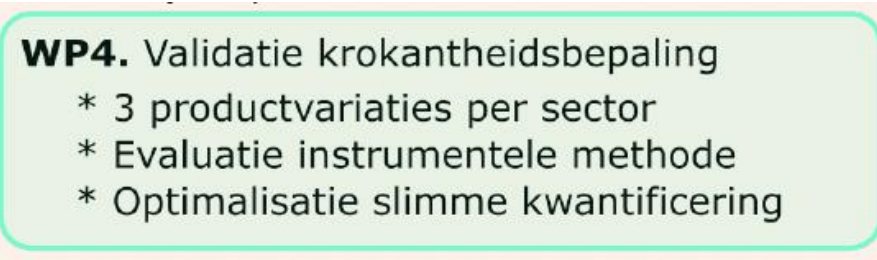 WP4. Validatie krokantheidsbepaling
* 3 productvariaties per sector
* Evaluatie instrumentele methode
* Optimalisatie slimme kwantificering